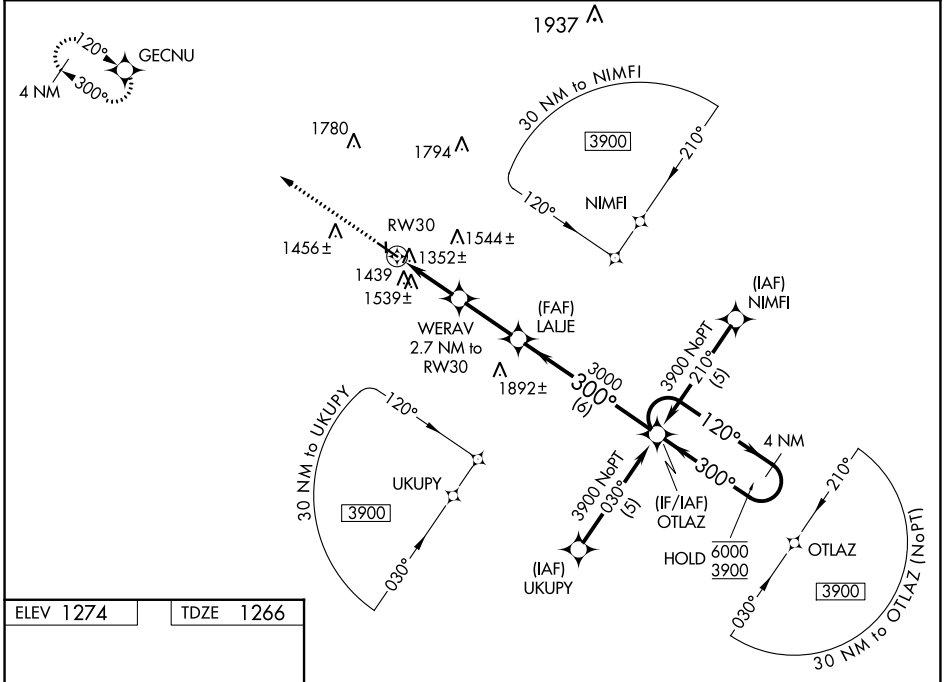 1937
120°
GECNU
4 NM
300°
30 NM to NIMFI
3900
210°
120°
NIMFI
1780
1794
RW30
1456±
1544±
1352±
1439
1539±
WERAV
2.7 NM to
RW30
(FAF)
LALJE
1892±
(IAF)
NIMFI
3900 NoPT
210°
(5)
3000
300°
(6)
120°
4 NM
300°
(IF/IAF)
OTLAZ
HOLD
6000
3900
3900 NoPT
030°
(5)
(IAF)
UKUPY
30 NM to UKUPY
120°
UKUPY
3900
030°
210°
OTLAZ
3900
030°
30 NM to OTLAZ (NoPT)
ELEV 1274
TDZE 1266